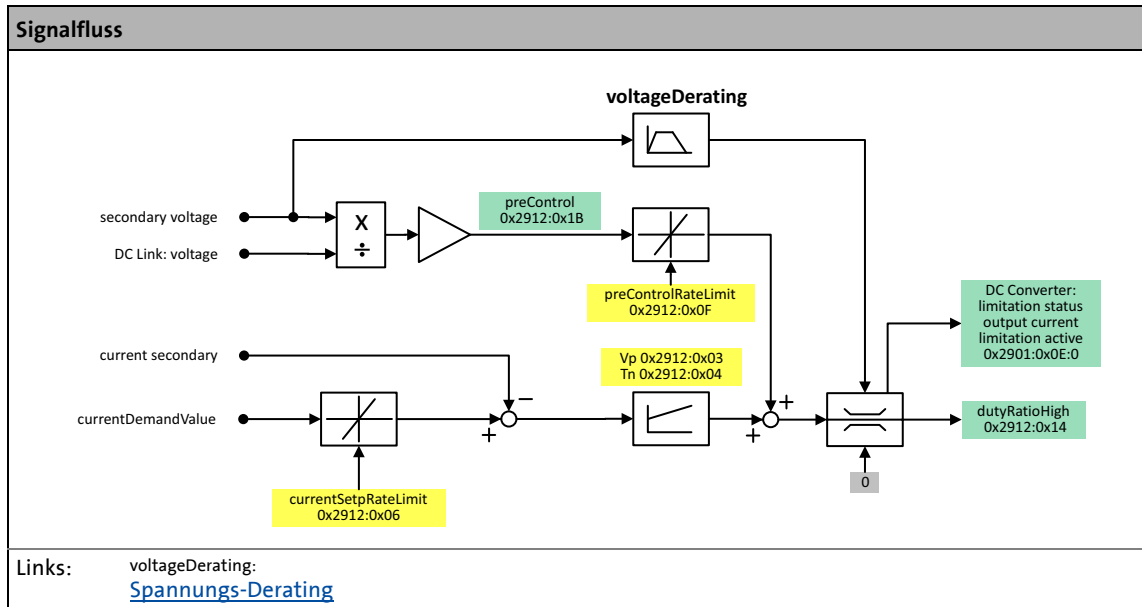 Signalfluss
voltageDerating
secondary voltage
X
÷
preControl
0x2912:0x1B
DC Link: voltage
preControlRateLimit
0x2912:0x0F
DC Converter:
limitation status
output current
limitation active
0x2901:0x0E:0
current secondary
Vp 0x2912:0x03
Tn 0x2912:0x04
currentDemandValue
+
−
+
+
dutyRatioHigh
0x2912:0x14
0
currentSetpRateLimit
0x2912:0x06
Links:
voltageDerating:
Spannungs-Derating